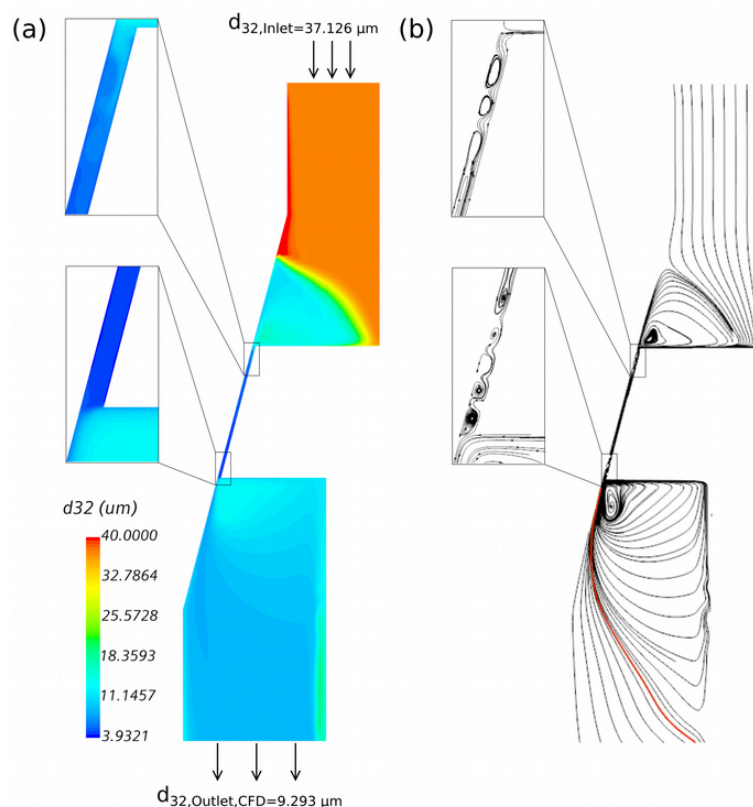 (a)
d32,Inlet=37.126 μm
(b)
d32 (um)
40.0000
32.7864
25.5728
18.3593
11.1457
3.9321
d32,Outlet,CFD=9.293 μm